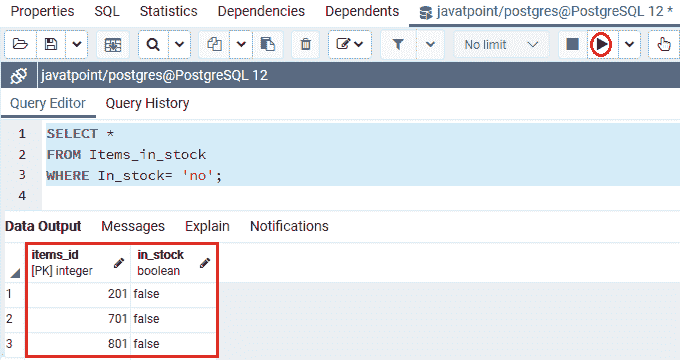 Properties SQL Statistics Dependencies Dependents javatpoint/postgres@PostgreSQL 12 *
No limit
javatpoint/postgres@PostgreSQL 12
Query Editor Query History
1 SELECT *
2 FROM Items_in_stock
3 WHERE In_stock= 'no';
4
Data Output Messages Explain Notifications
items_id in_stock
[PK] integer boolean
1 201 false
2 701 false
3 801 false